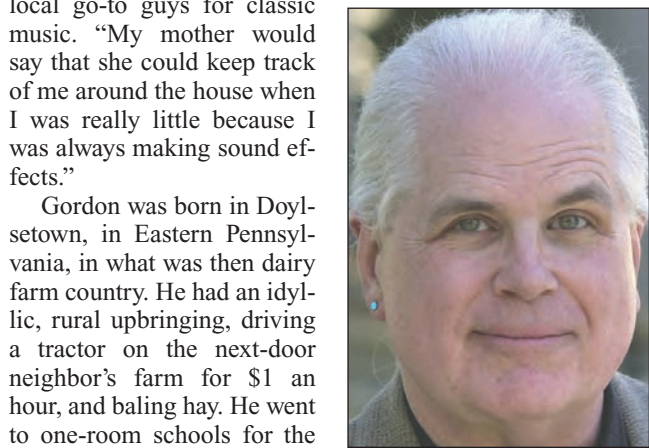 local go-to guys for classic
music. “My mother would
say that she could keep track
of me around the house when
I was really little because I
was always making sound ef-
fects.”
Gordon was born in Doyl-
setown, in Eastern Pennsyl-
vania, in what was then dairy
farm country. He had an idyl-
lic, rural upbringing, driving
a tractor on the next-door
neighbor’s farm for $1 an
hour, and baling hay. He went
to one-room schools for the